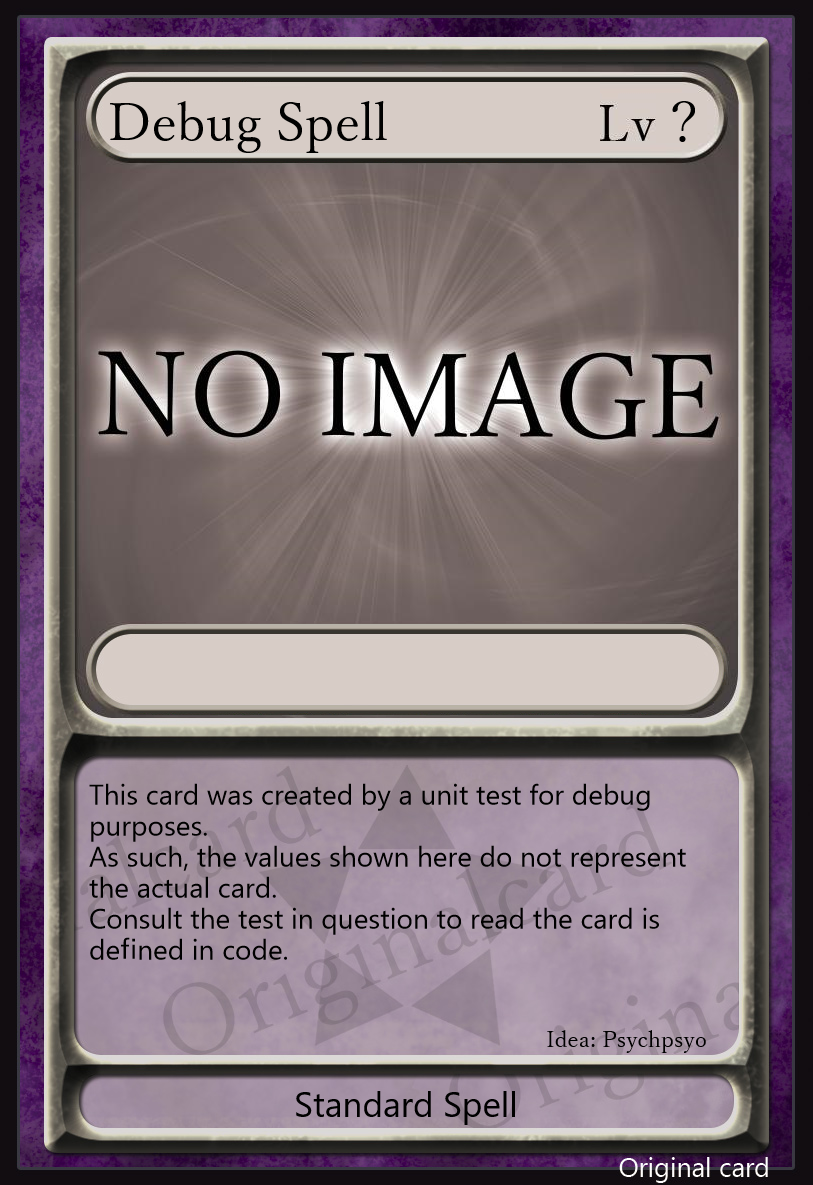 Debug Spell Lv ?
NO IMAGE
This card was created by a unit test for debug
purposes.
As such, the values shown here do not represent
the actual card.
Consult the test in question to read the card is
defined in code.
Originalcard
Idea: Psychpsyo
Standard Spell
Original card